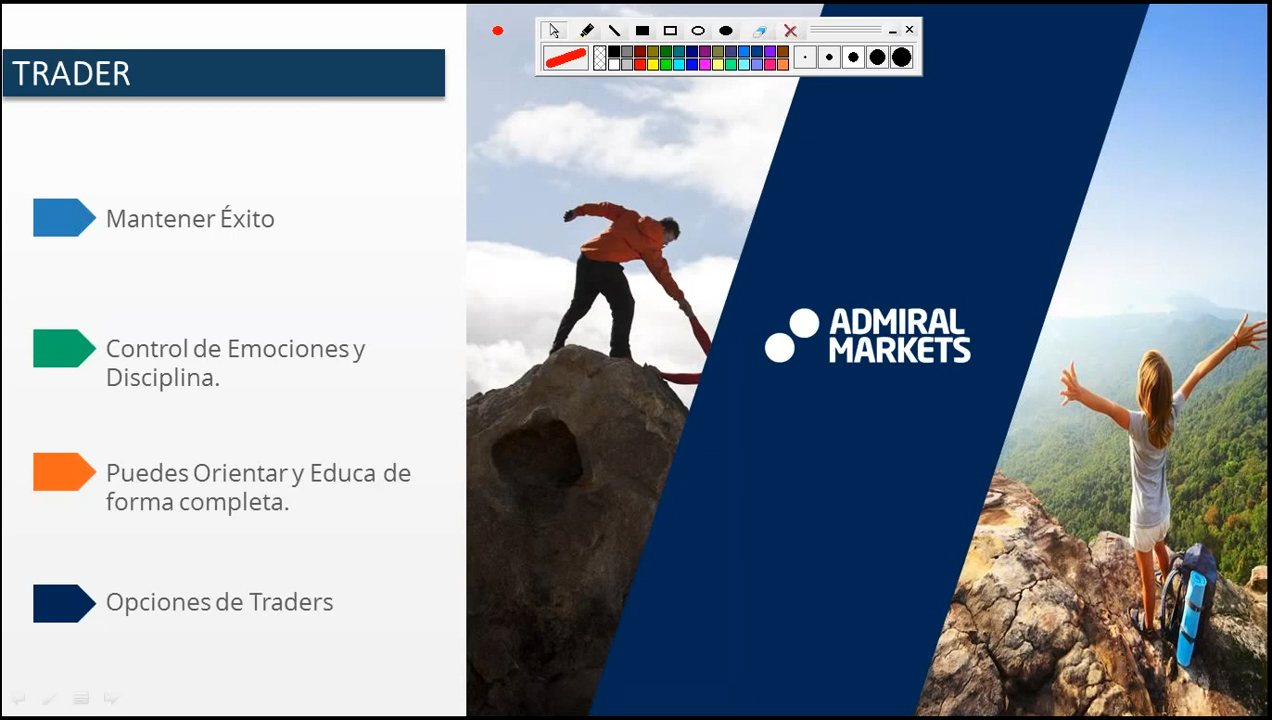 TRADER
Mantener Éxito
Control de Emociones y
Disciplina.
Puedes Orientar y Educa de
forma completa.
Opciones de Traders
ADMIRAL
MARKETS